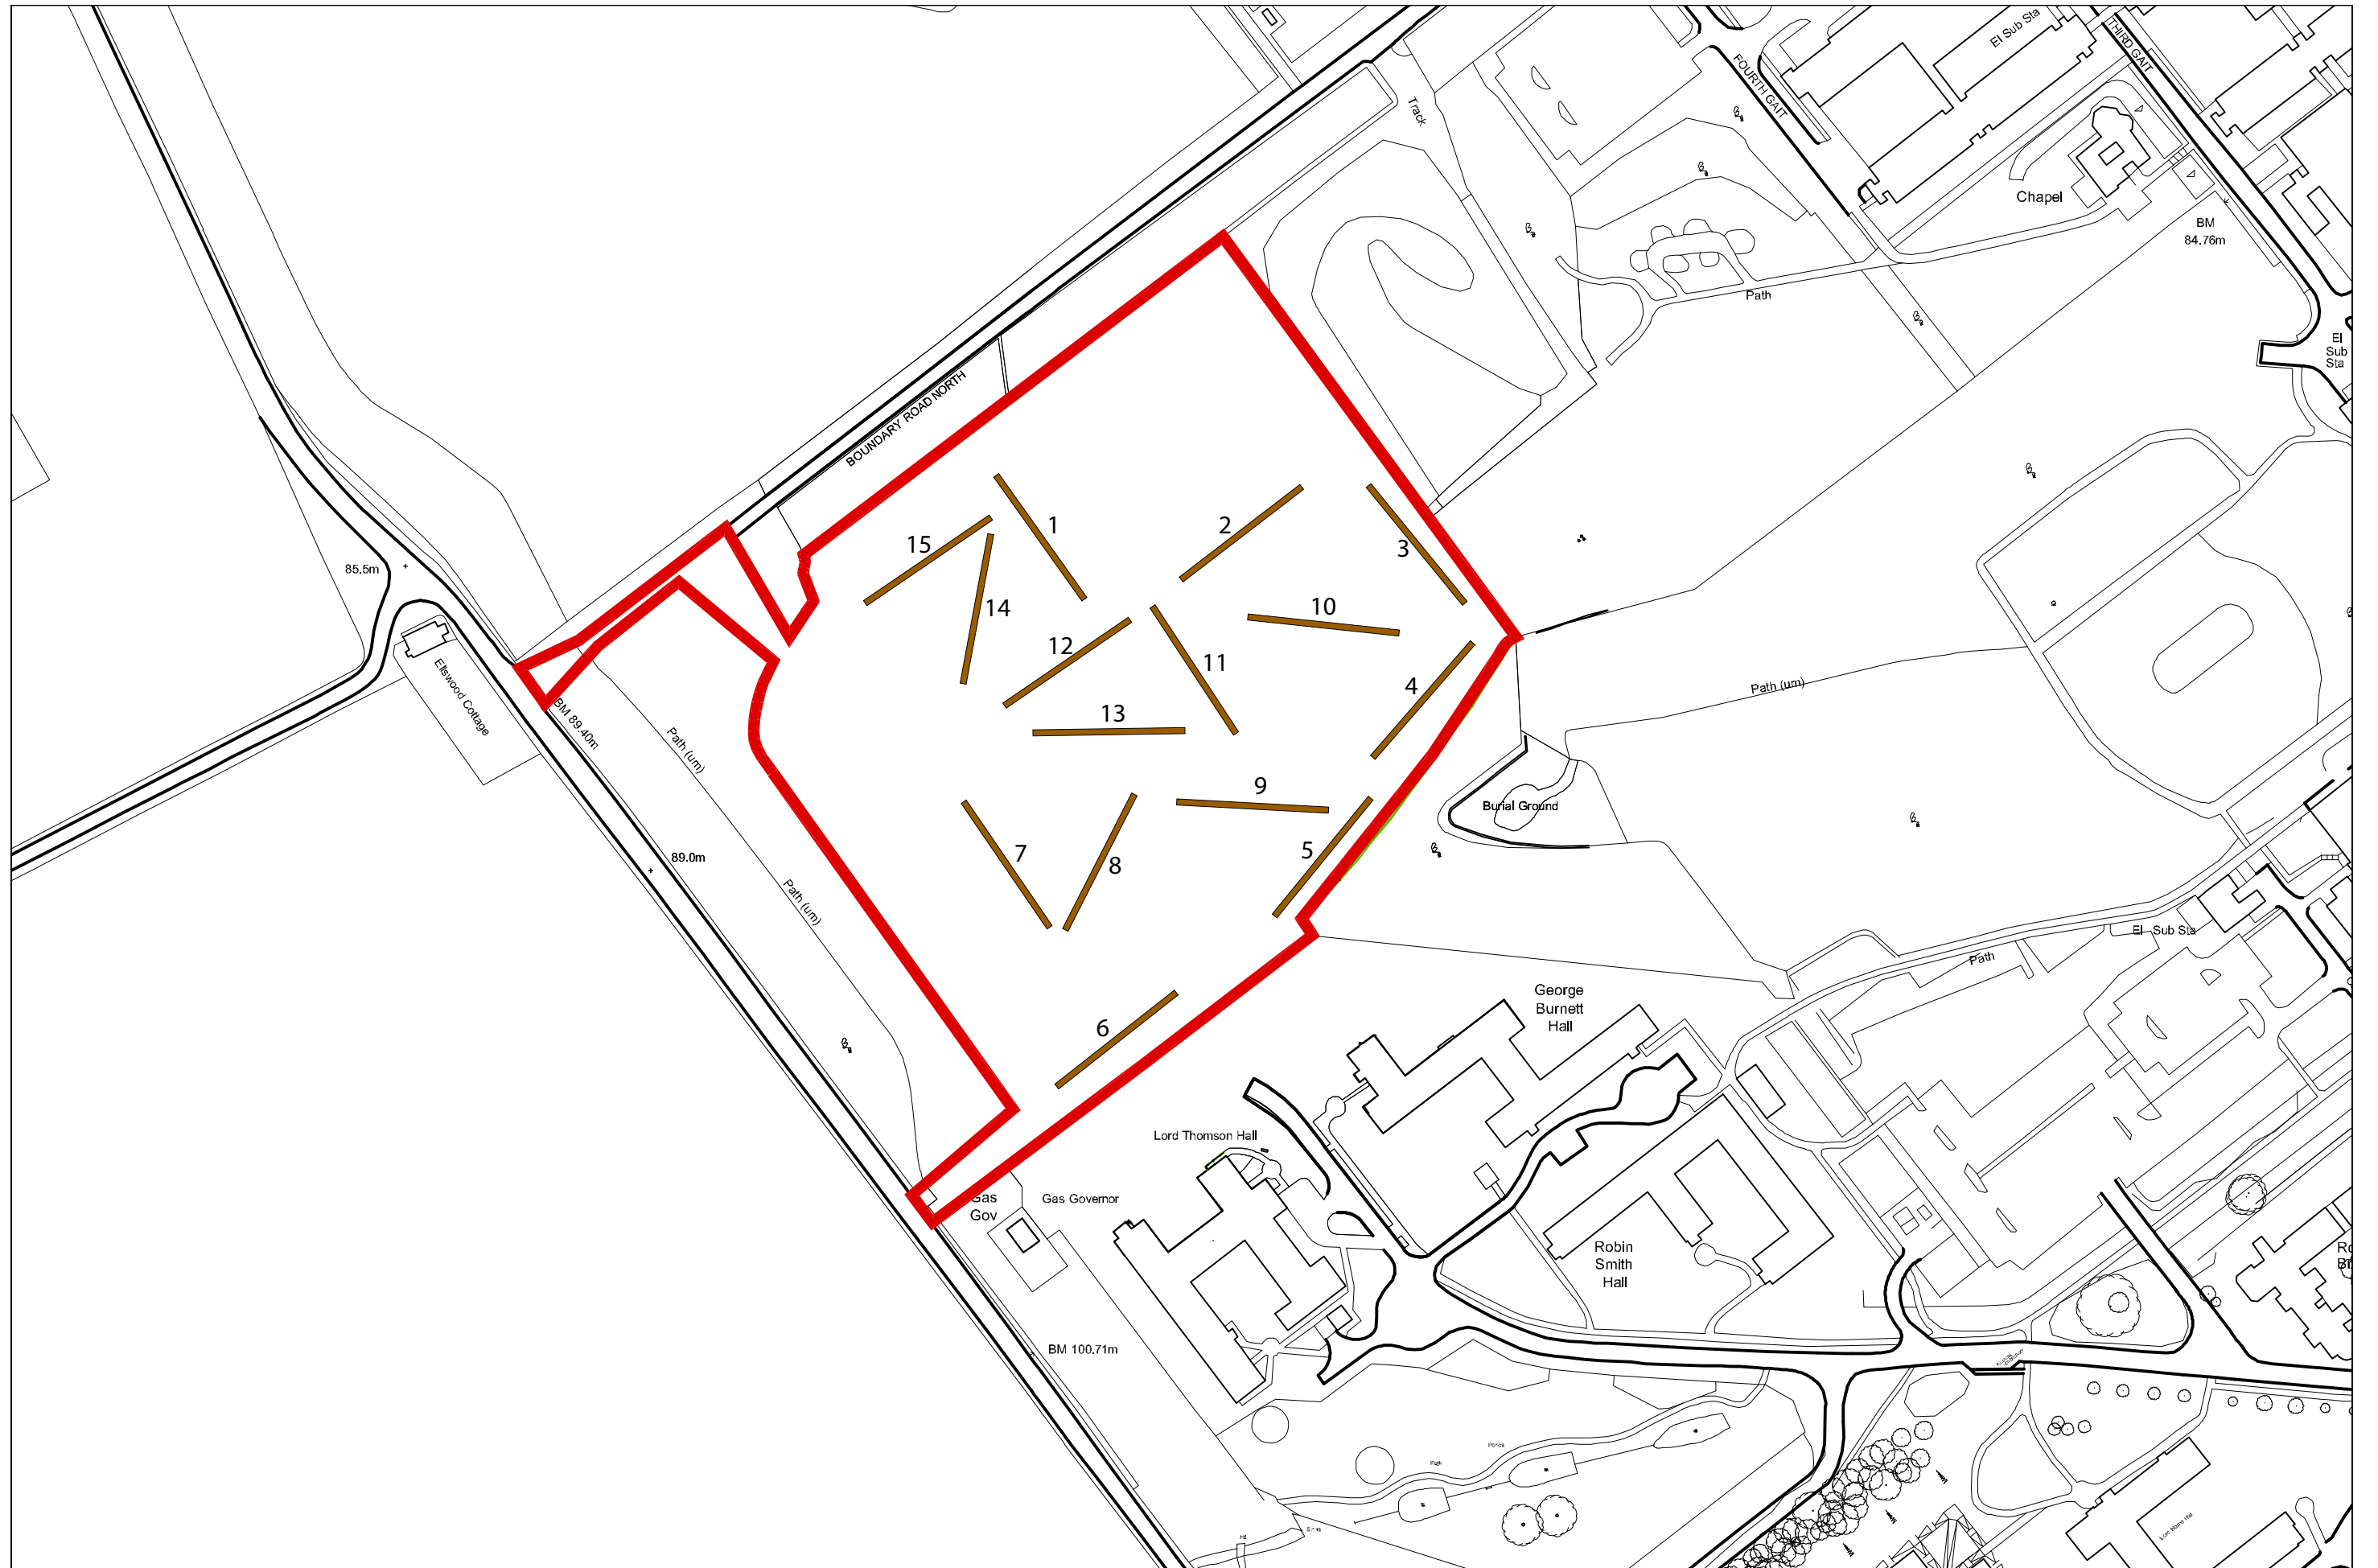 El Sub Sta
THIRD GAIT
FOURTH GAIT
Track
Chapel
BM
84.76m
Path
El
Sub
Sta
BOUNDARY ROAD NORTH
1
2
3
15
14
10
12
11
4
13
9
5
7
8
6
85.5m
Ellswood Cottage
BM 89.40m
Path (um)
89.0m
Path (um)
Path (um)
Burial Ground
El Sub Sta
Path
George
Burnett
Hall
Lord Thomson Hall
Gas
Gov
Gas Governor
Robin
Smith
Hall
BM 100.71m
Ponds
Path